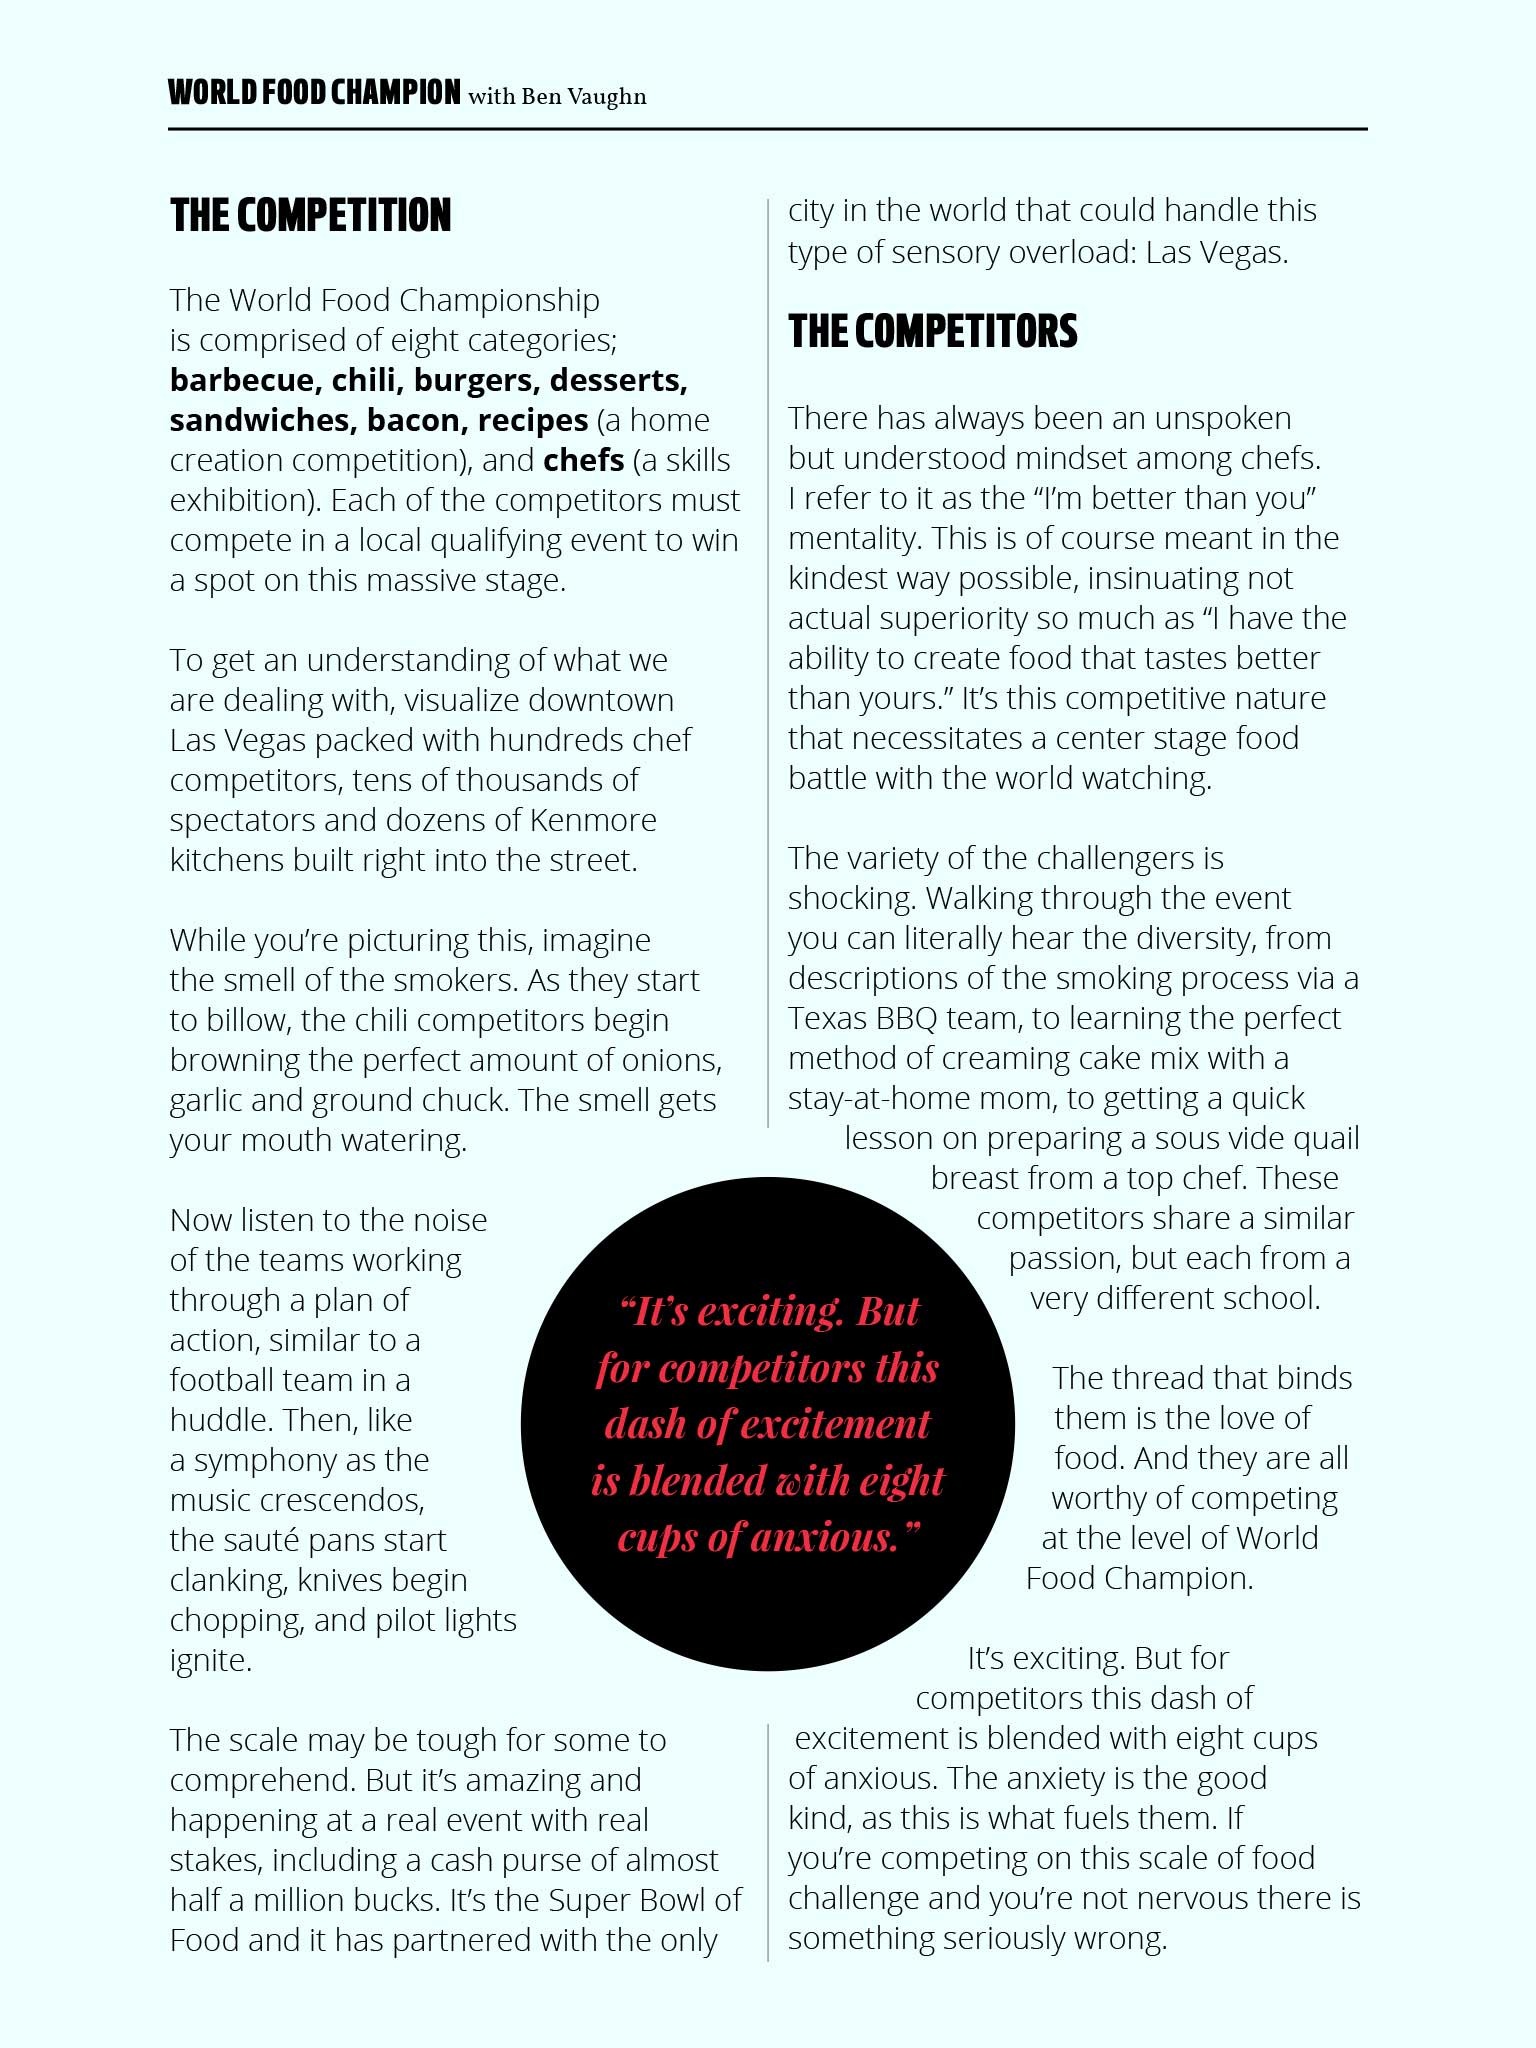 WORLD FOOD CHAMPION with Ben Vaughn
THE COMPETITION
The World Food Championship
is comprised of eight categories;
barbecue, chili, burgers, desserts,
sandwiches, bacon, recipes (a home
creation competition), and chefs (a skills
exhibition). Each of the competitors must
compete in a local qualifying event to win
a spot on this massive stage.
To get an understanding of what we
are dealing with, visualize downtown
Las Vegas packed with hundreds chef
competitors, tens of thousands of
spectators and dozens of Kenmore
kitchens built right into the street.
While you’re picturing this, imagine
the smell of the smokers. As they start
to billow, the chili competitors begin
browning the perfect amount of onions,
garlic and ground chuck. The smell gets
your mouth watering.
Now listen to the noise
of the teams working
through a plan of
action, similar to a
football team in a
huddle. Then, like
a symphony as the
music crescendos,
the sauté pans start
clanking, knives begin
chopping, and pilot lights
ignite.
The scale may be tough for some to
comprehend. But it’s amazing and
happening at a real event with real
stakes, including a cash purse of almost
half a million bucks. It’s the Super Bowl of
Food and it has partnered with the only
city in the world that could handle this
type of sensory overload: Las Vegas.
THE COMPETITORS
There has always been an unspoken
but understood mindset among chefs.
I refer to it as the “I’m better than you”
mentality. This is of course meant in the
kindest way possible, insinuating not
actual superiority so much as “I have the
ability to create food that tastes better
than yours.” It’s this competitive nature
that necessitates a center stage food
battle with the world watching.
The variety of the challengers is
shocking. Walking through the event
you can literally hear the diversity, from
descriptions of the smoking process via a
Texas BBQ team, to learning the perfect
method of creaming cake mix with a
stay-at-home mom, to getting a quick
lesson on preparing a sous vide quail
breast from a top chef. These
competitors share a similar
passion, but each from a
very different school.
The thread that binds
them is the love of
food. And they are all
worthy of competing
at the level of World
Food Champion.
It’s exciting. But for
competitors this dash of
excitement is blended with eight cups
of anxious. The anxiety is the good
kind, as this is what fuels them. If
you’re competing on this scale of food
challenge and you’re not nervous there is
something seriously wrong.
“It’s exciting. But
for competitors this
dash of excitement
is blended with eight
cups of anxious.”